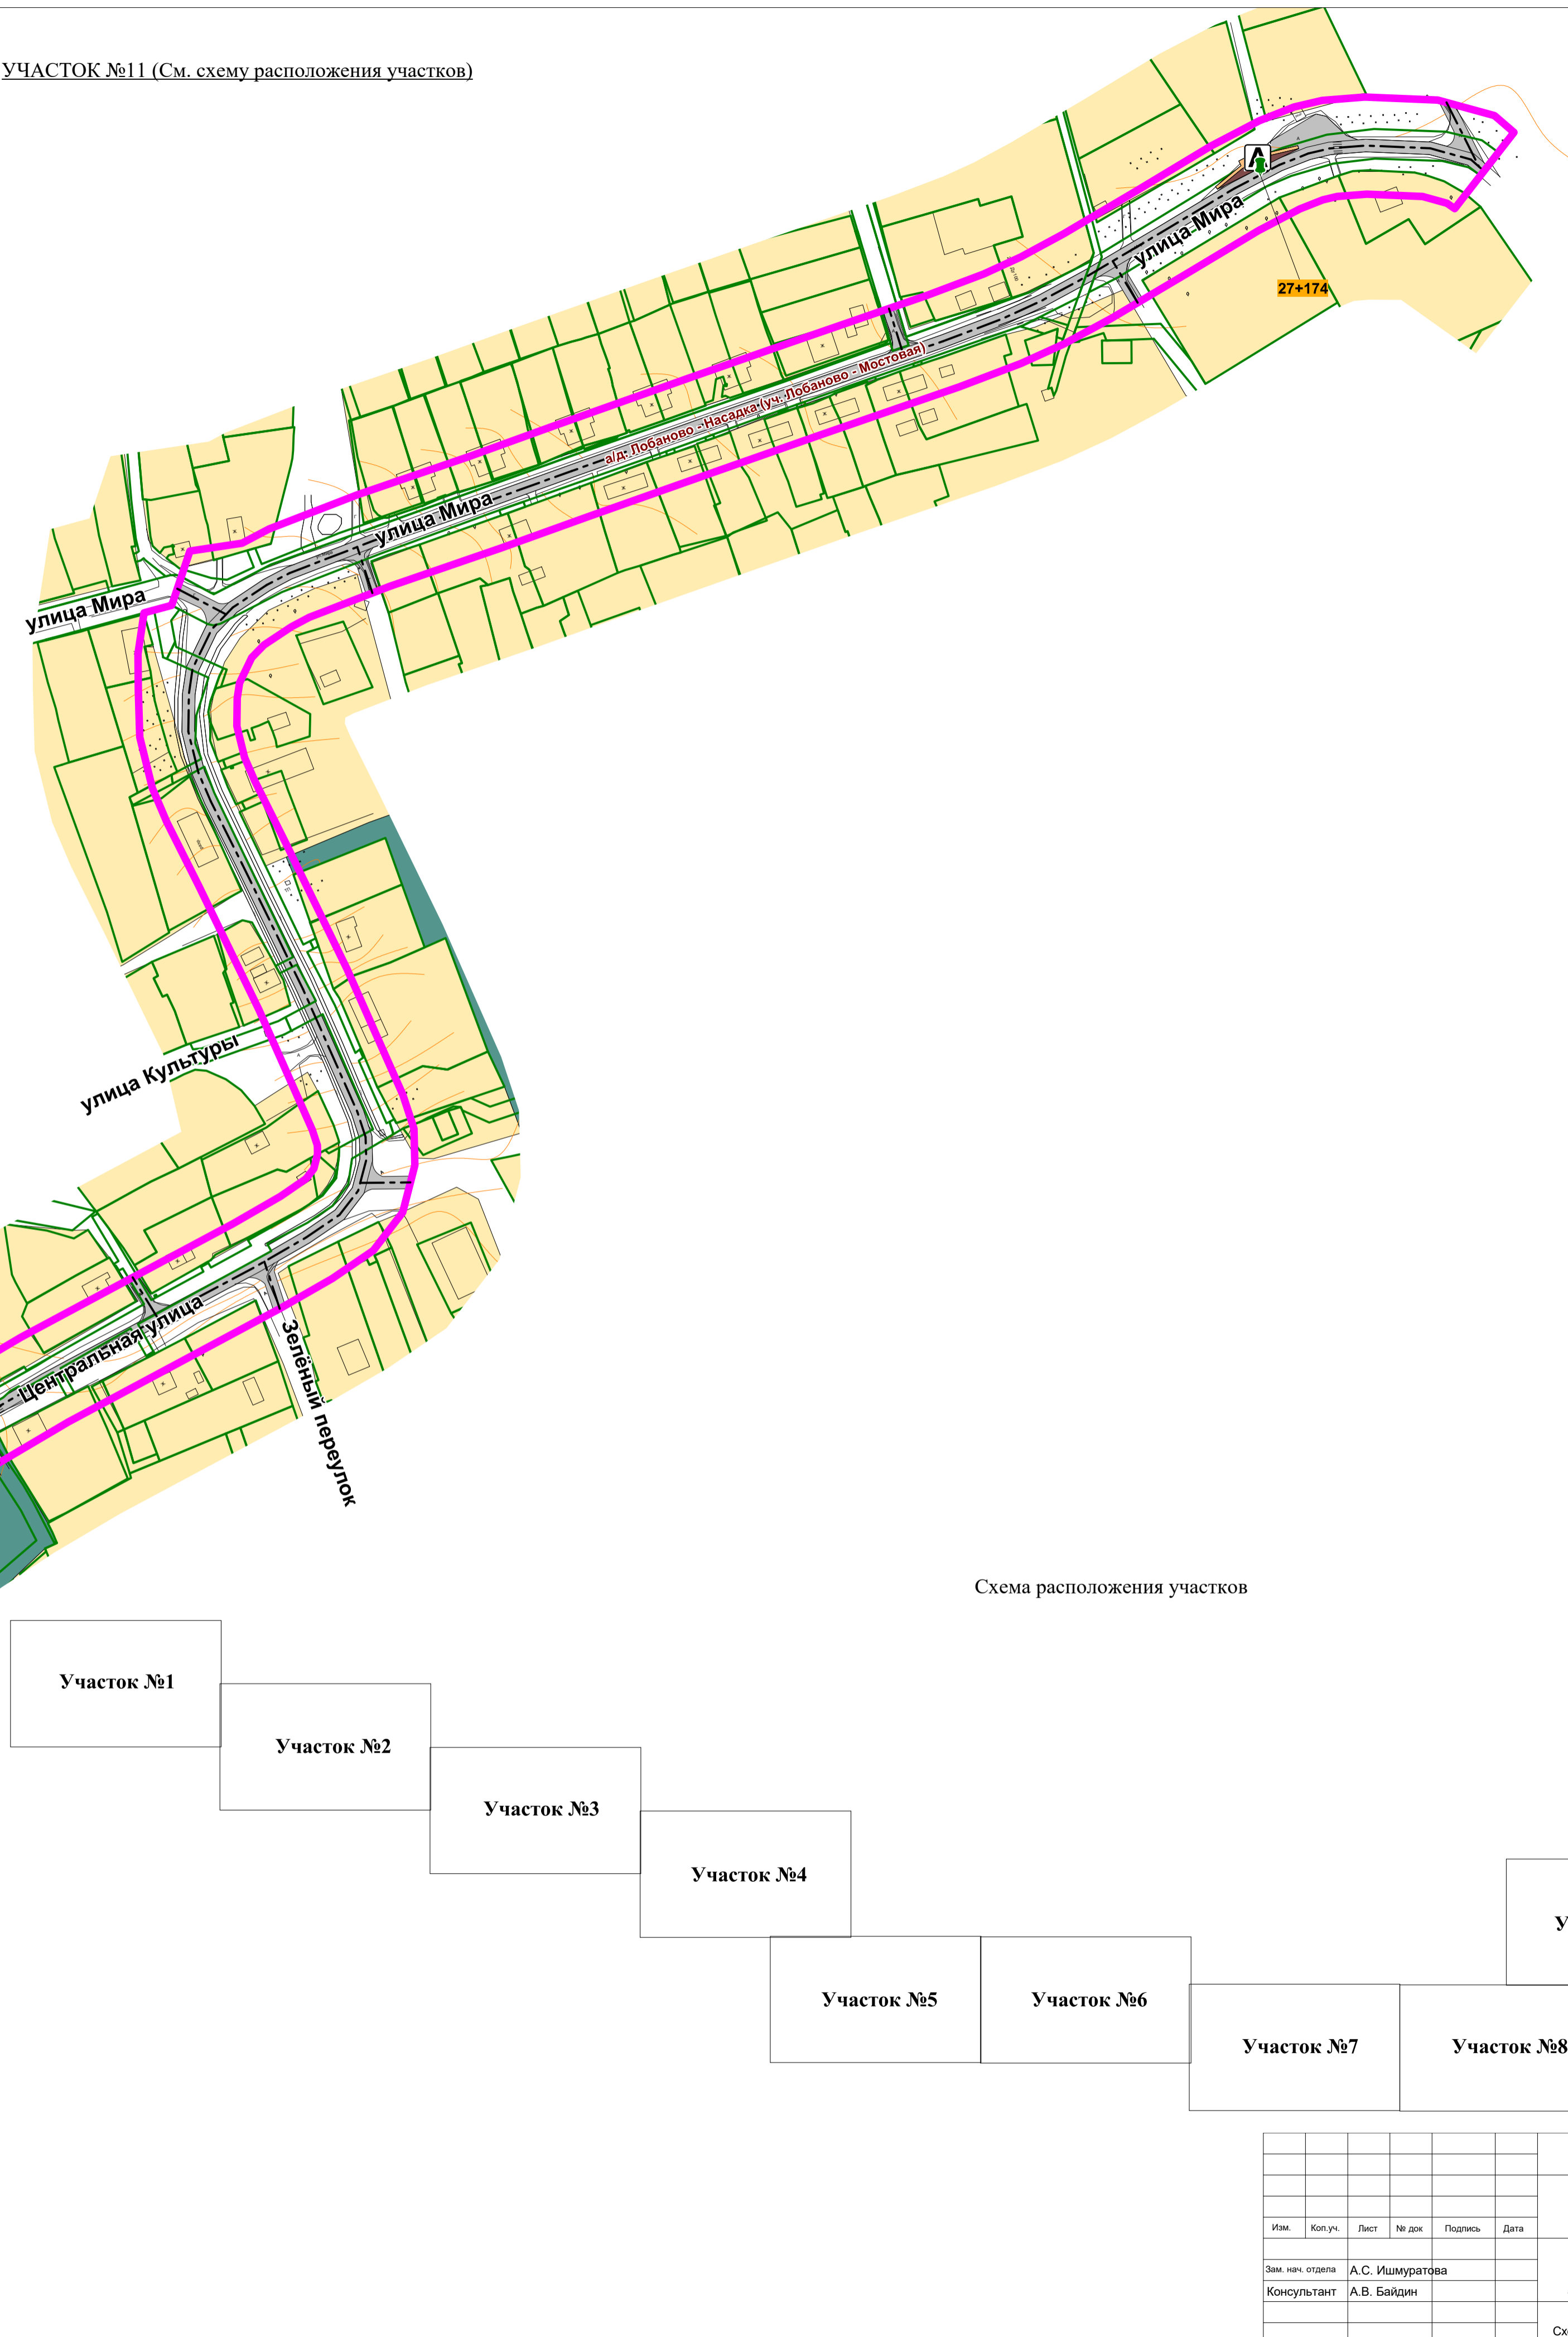 УЧАСТОК №11 (См. схему расположения участков)
А
улица Мира
27+174
а/д. Лобаново - Насадка (уч. Лобаново - Мостовая)
улица Мира
улица Мира
улица Культуры
Центральная улица
Зелёный переулок
Схема расположения участков
Участок №1
Участок №2
Участок №3
Участок №4
У
Участок №5
Участок №6
Участок №7
Участок №8
Изм. Кол.уч. Лист № док Подпись Дата
Зам. нач. отдела А.С. Ишмуратова
Консультант А.В. Байдин
Сх